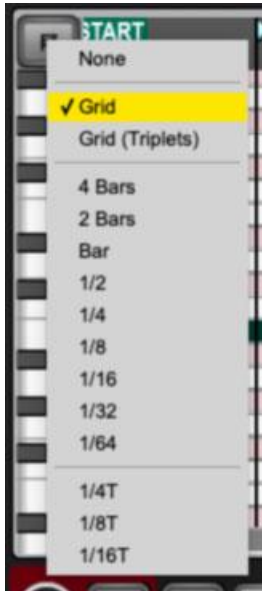 START
None
✓ Grid
Grid (Triplets)
4 Bars
2 Bars
Bar
1/2
1/4
1/8
1/16
1/32
1/64
1/4T
1/8T
1/16T